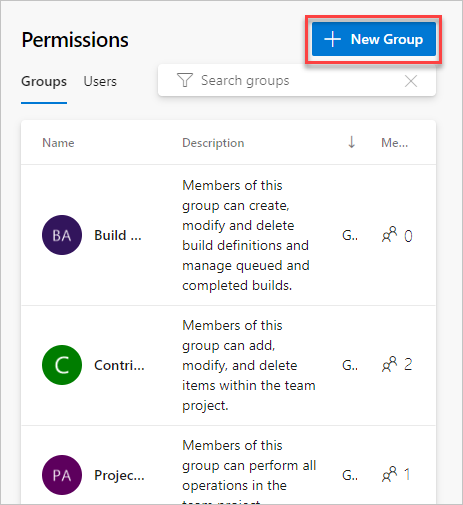 Permissions
New Group
Groups
Users
Search groups
Name
Description
Me...
BA
Build ...
Members of this
group can create,
modify and delete
build definitions and
manage queued and
completed builds.
G..
0
C
Contri...
Members of this
group can add,
modify, and delete
items within the team
project.
G..
2
PA
Projec...
Members of this
group can perform all
operations in the
team project.
G..
1